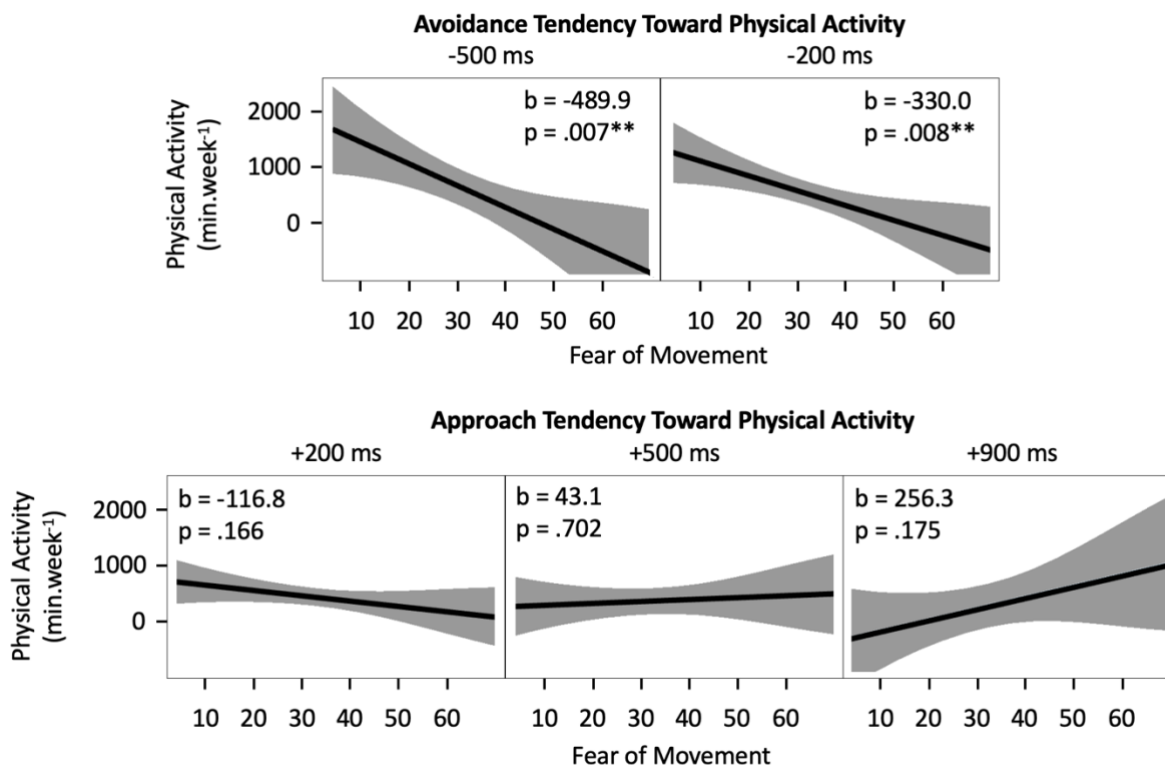 Avoidance Tendency Toward Physical Activity
-500 ms
-200 ms
b = -489.9
p = .007**
b = -330.0
p = .008**
Physical Activity
(min.week⁻¹)
2000
1000
0
10 20 30 40 50 60
10 20 30 40 50 60
Fear of Movement
Approach Tendency Toward Physical Activity
+200 ms
+500 ms
+900 ms
b = -116.8
p = .166
b = 43.1
p = .702
b = 256.3
p = .175
Physical Activity
(min.week⁻¹)
2000
1000
0
10 20 30 40 50 60
10 20 30 40 50 60
10 20 30 40 50 60
Fear of Movement